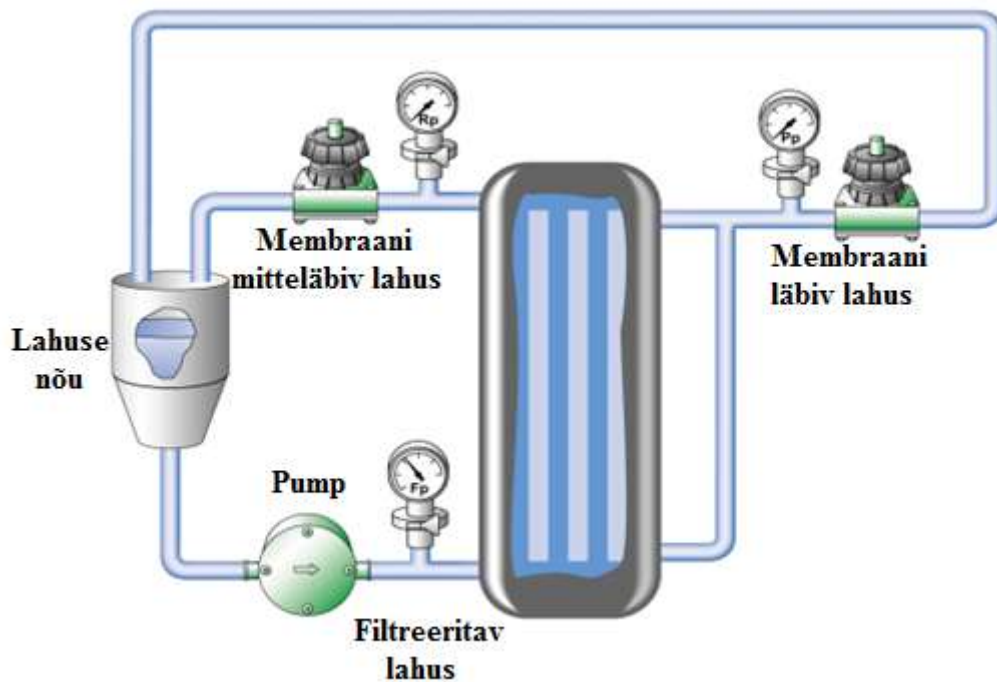 Rp
Pp
Membraani
mitteläbiv lahus
Membraani
läbiv lahus
Lahuse
nõu
Pump
Fp
Filtreeritav
lahus